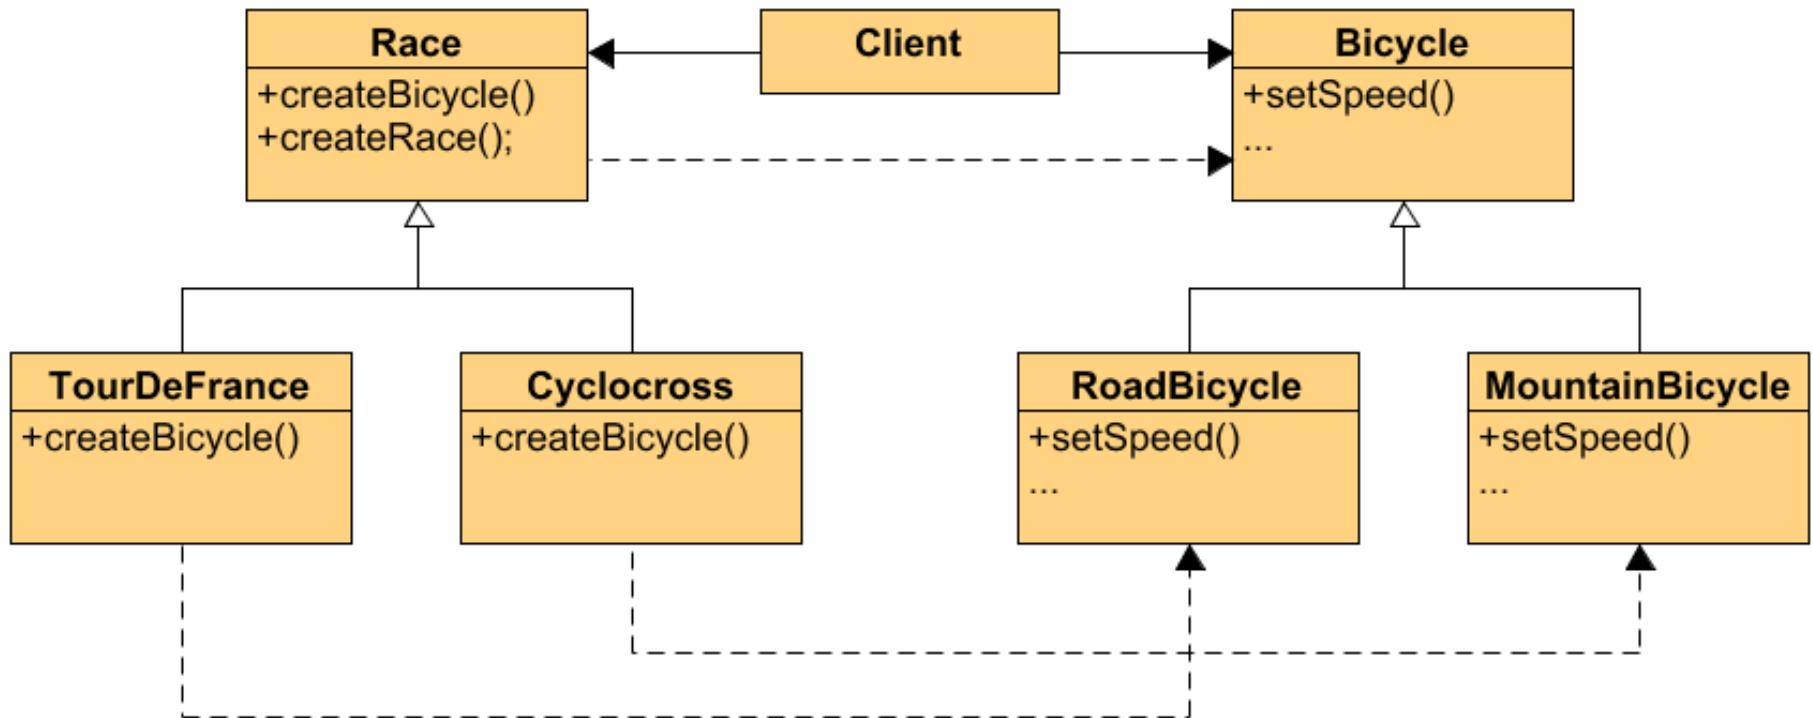 Race
+createBicycle()
+createRace();
Client
Bicycle
+setSpeed()
...
TourDeFrance
+createBicycle()
Cyclocross
+createBicycle()
RoadBicycle
+setSpeed()
...
MountainBicycle
+setSpeed()
...